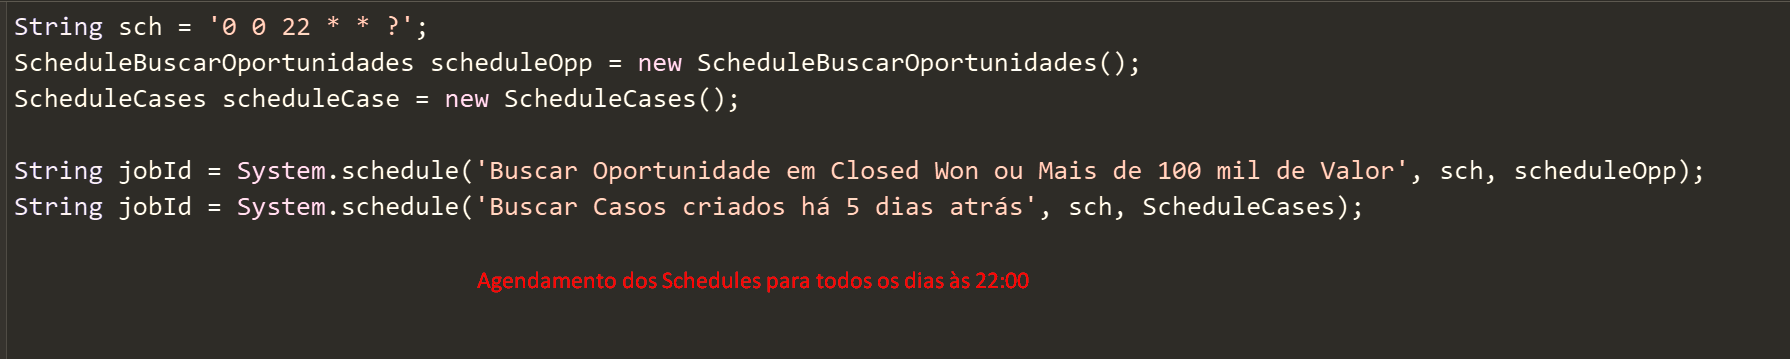 String sch = '0 0 22 * * ?';
ScheduleBuscarOportunidades scheduleOpp = new ScheduleBuscarOportunidades();
ScheduleCases scheduleCase = new ScheduleCases();
String jobId = System.schedule('Buscar Oportunidade em Closed Won ou Mais de 100 mil de Valor', sch, scheduleOpp);
String jobId = System.schedule('Buscar Casos criados há 5 dias atrás', sch, ScheduleCases);
Agendamento dos Schedules para todos os dias às 22:00